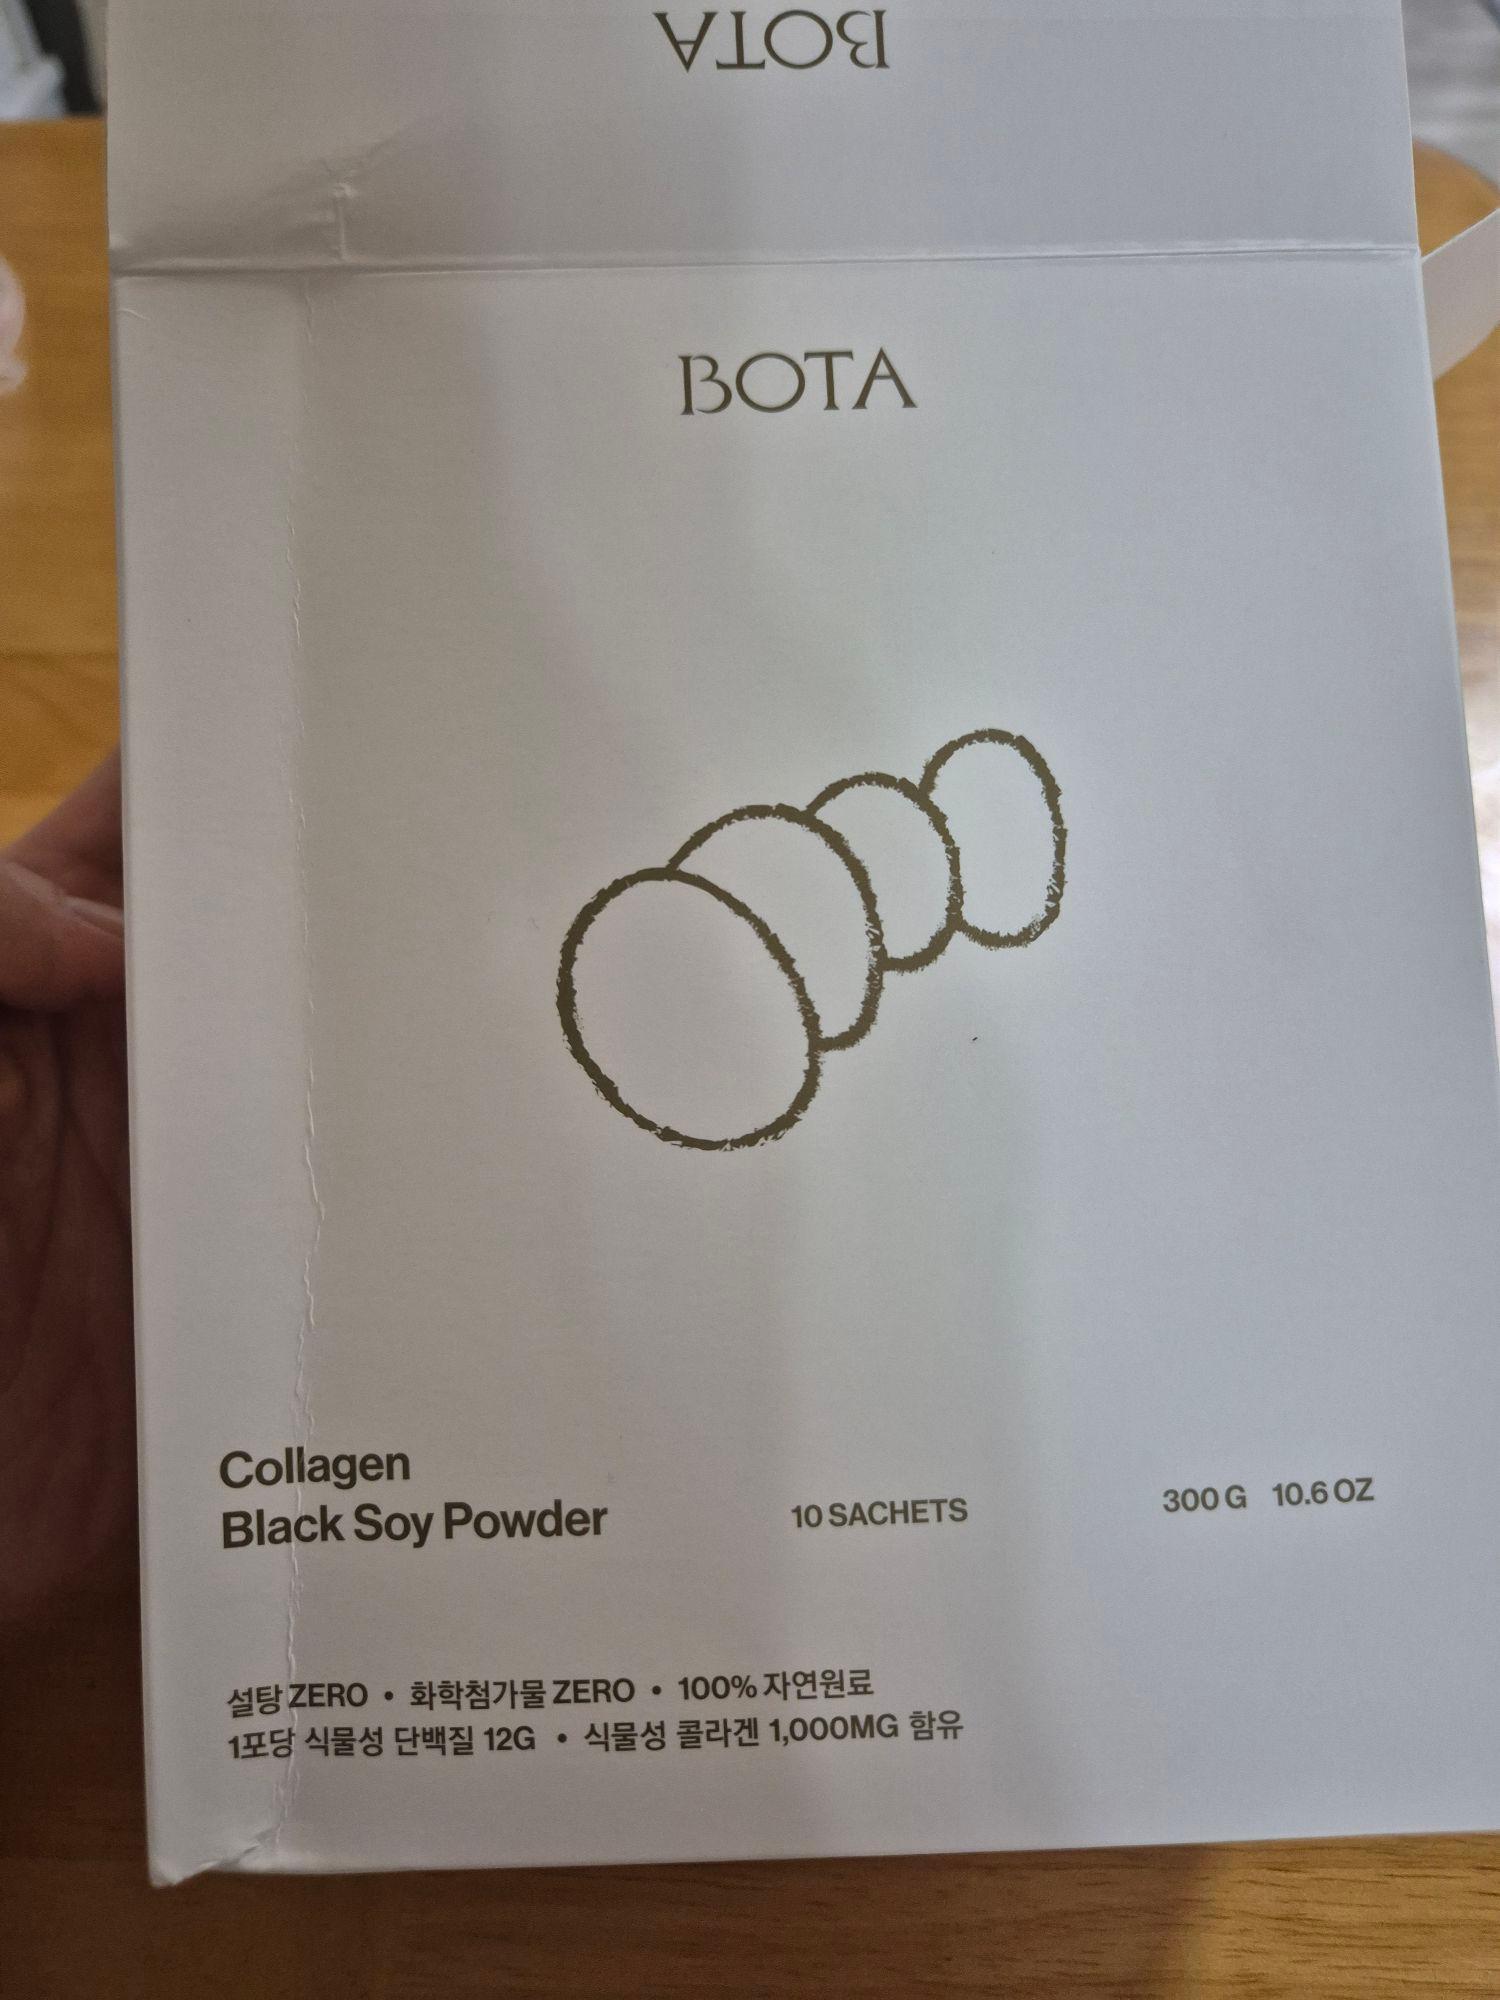 BOTA
BOTA
Collagen
Black Soy Powder
10 SACHETS
300 G 10.6 OZ
설탕 ZERO • 화학첨가물 ZERO • 100% 자연원료
1포당 식물성 단백질 12G • 식물성 콜라겐 1,000MG 함유